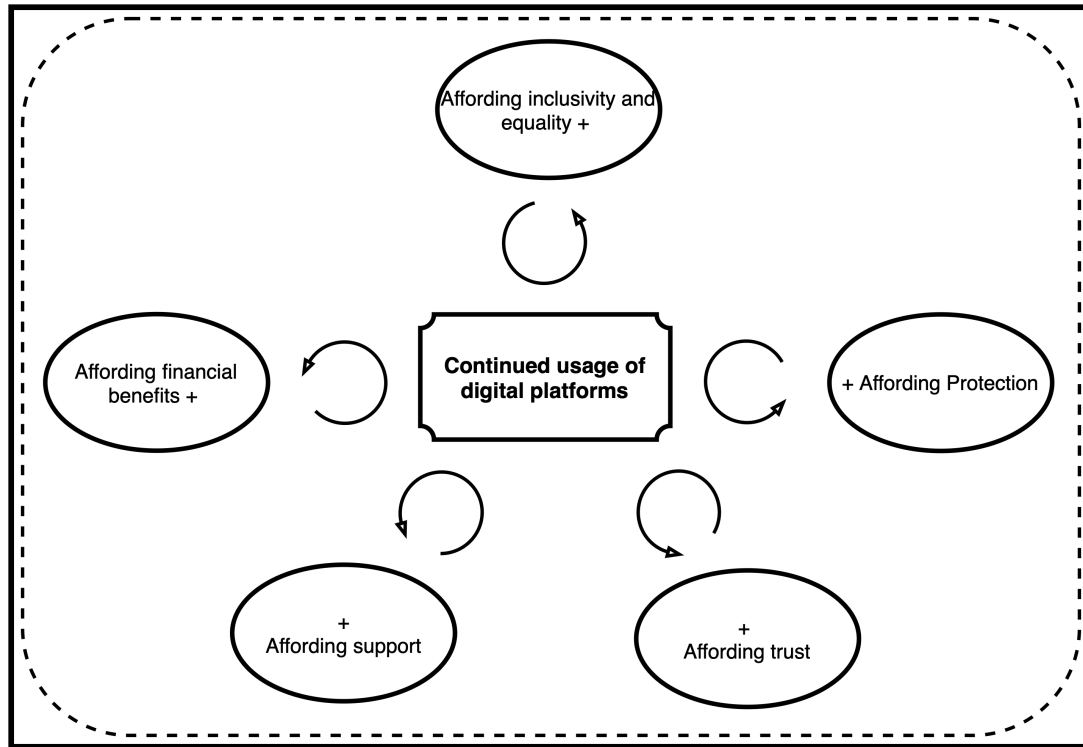 Affording inclusivity and
equality +
Affording financial
benefits +
Continued usage of
digital platforms
+ Affording Protection
+
Affording support
+
Affording trust